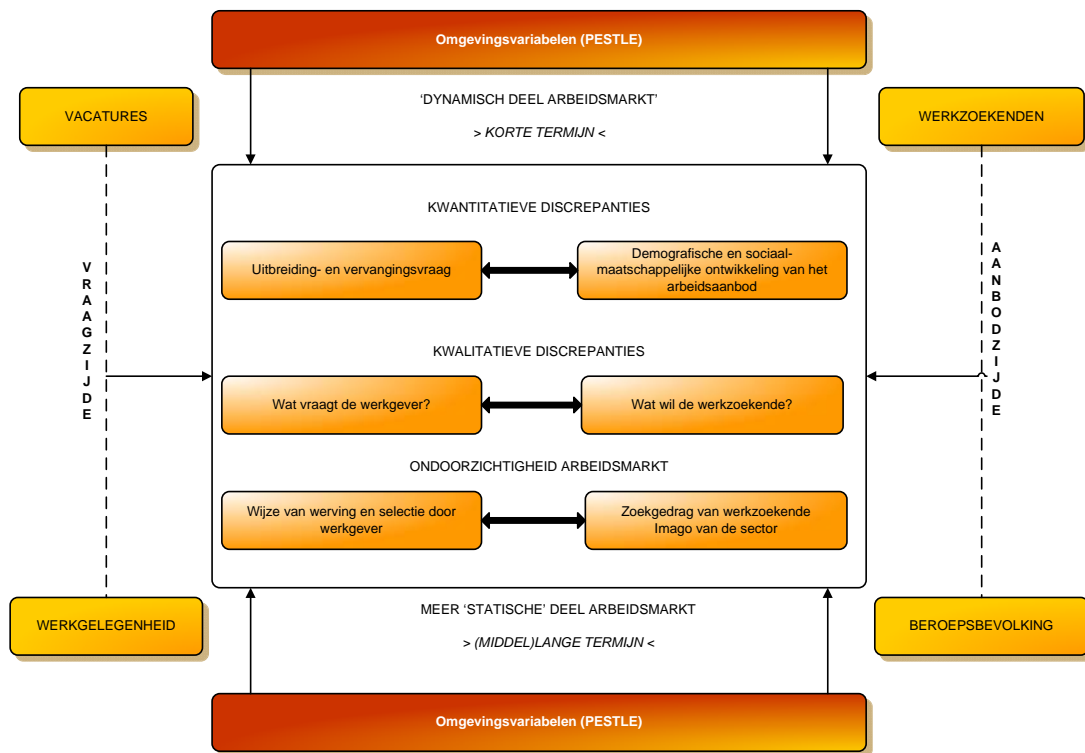 Omgevingsvariabelen (PESTLE)
'DYNAMISCH DEEL ARBEIDSMARKT'
> KORTE TERMIJN <
VACATURES
WERKZOEKENDEN
KWANTITATIEVE DISCREPANTIES
Uitbreiding- en vervangingsvraag
Demografische en sociaal-
maatschappelijke ontwikkeling van het
arbeidsaanbod
VRAAGZIJDE
AANBODZIJDE
KWALITATIEVE DISCREPANTIES
Wat vraagt de werkgever?
Wat wil de werkzoekende?
ONDOORZICHTIGHEID ARBEIDSMARKT
Wijze van werving en selectie door
werkgever
Zoekgedrag van werkzoekende
Imago van de sector
WERKGELEGENHEID
BEROEPSBEVOLKING
MEER 'STATISCHE' DEEL ARBEIDSMARKT
> (MIDDEL)LANGE TERMIJN <
Omgevingsvariabelen (PESTLE)